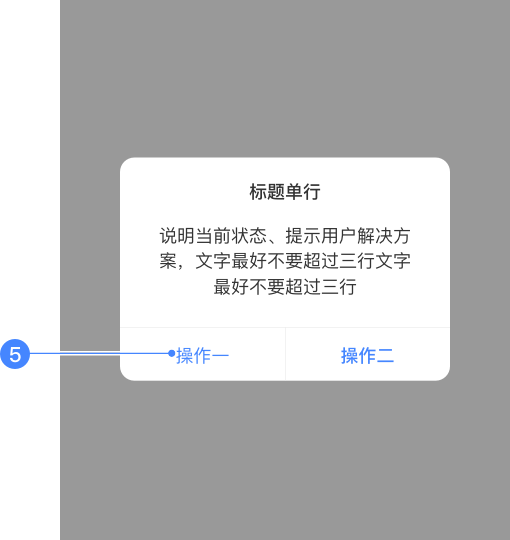 标题单行
说明当前状态、提示用户解决方
案，文字最好不要超过三行文字
最好不要超过三行
5
操作一
操作二